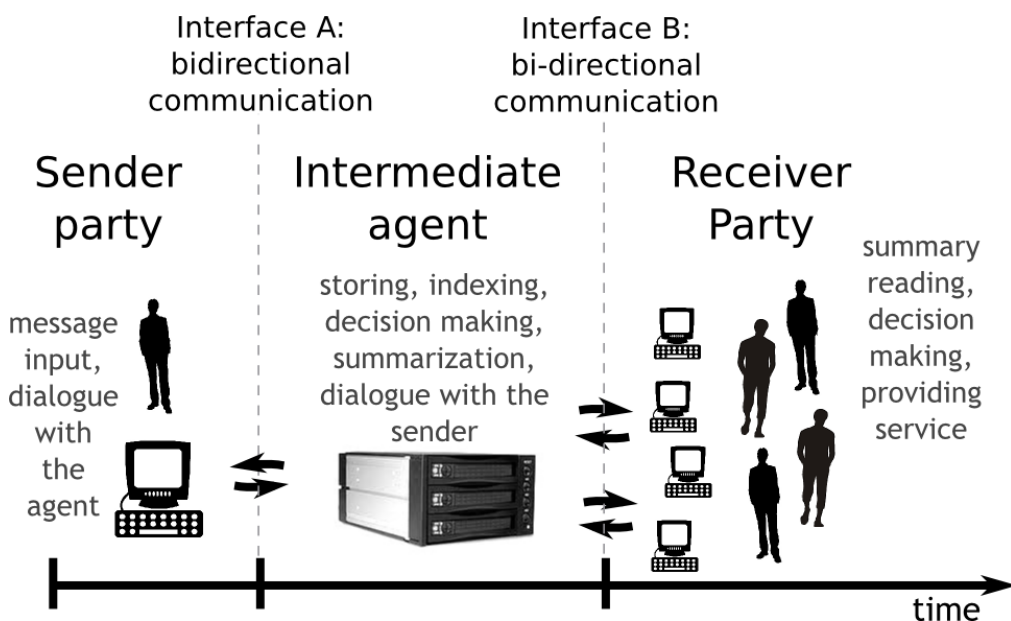 Interface A:
bidirectional
communication
Interface B:
bi-directional
communication
Sender
party
Intermediate
agent
Receiver
Party
message
input,
dialogue
with
the
agent
storing, indexing,
decision making,
summarization,
dialogue with the
sender
summary
reading,
decision
making,
providing
service
time